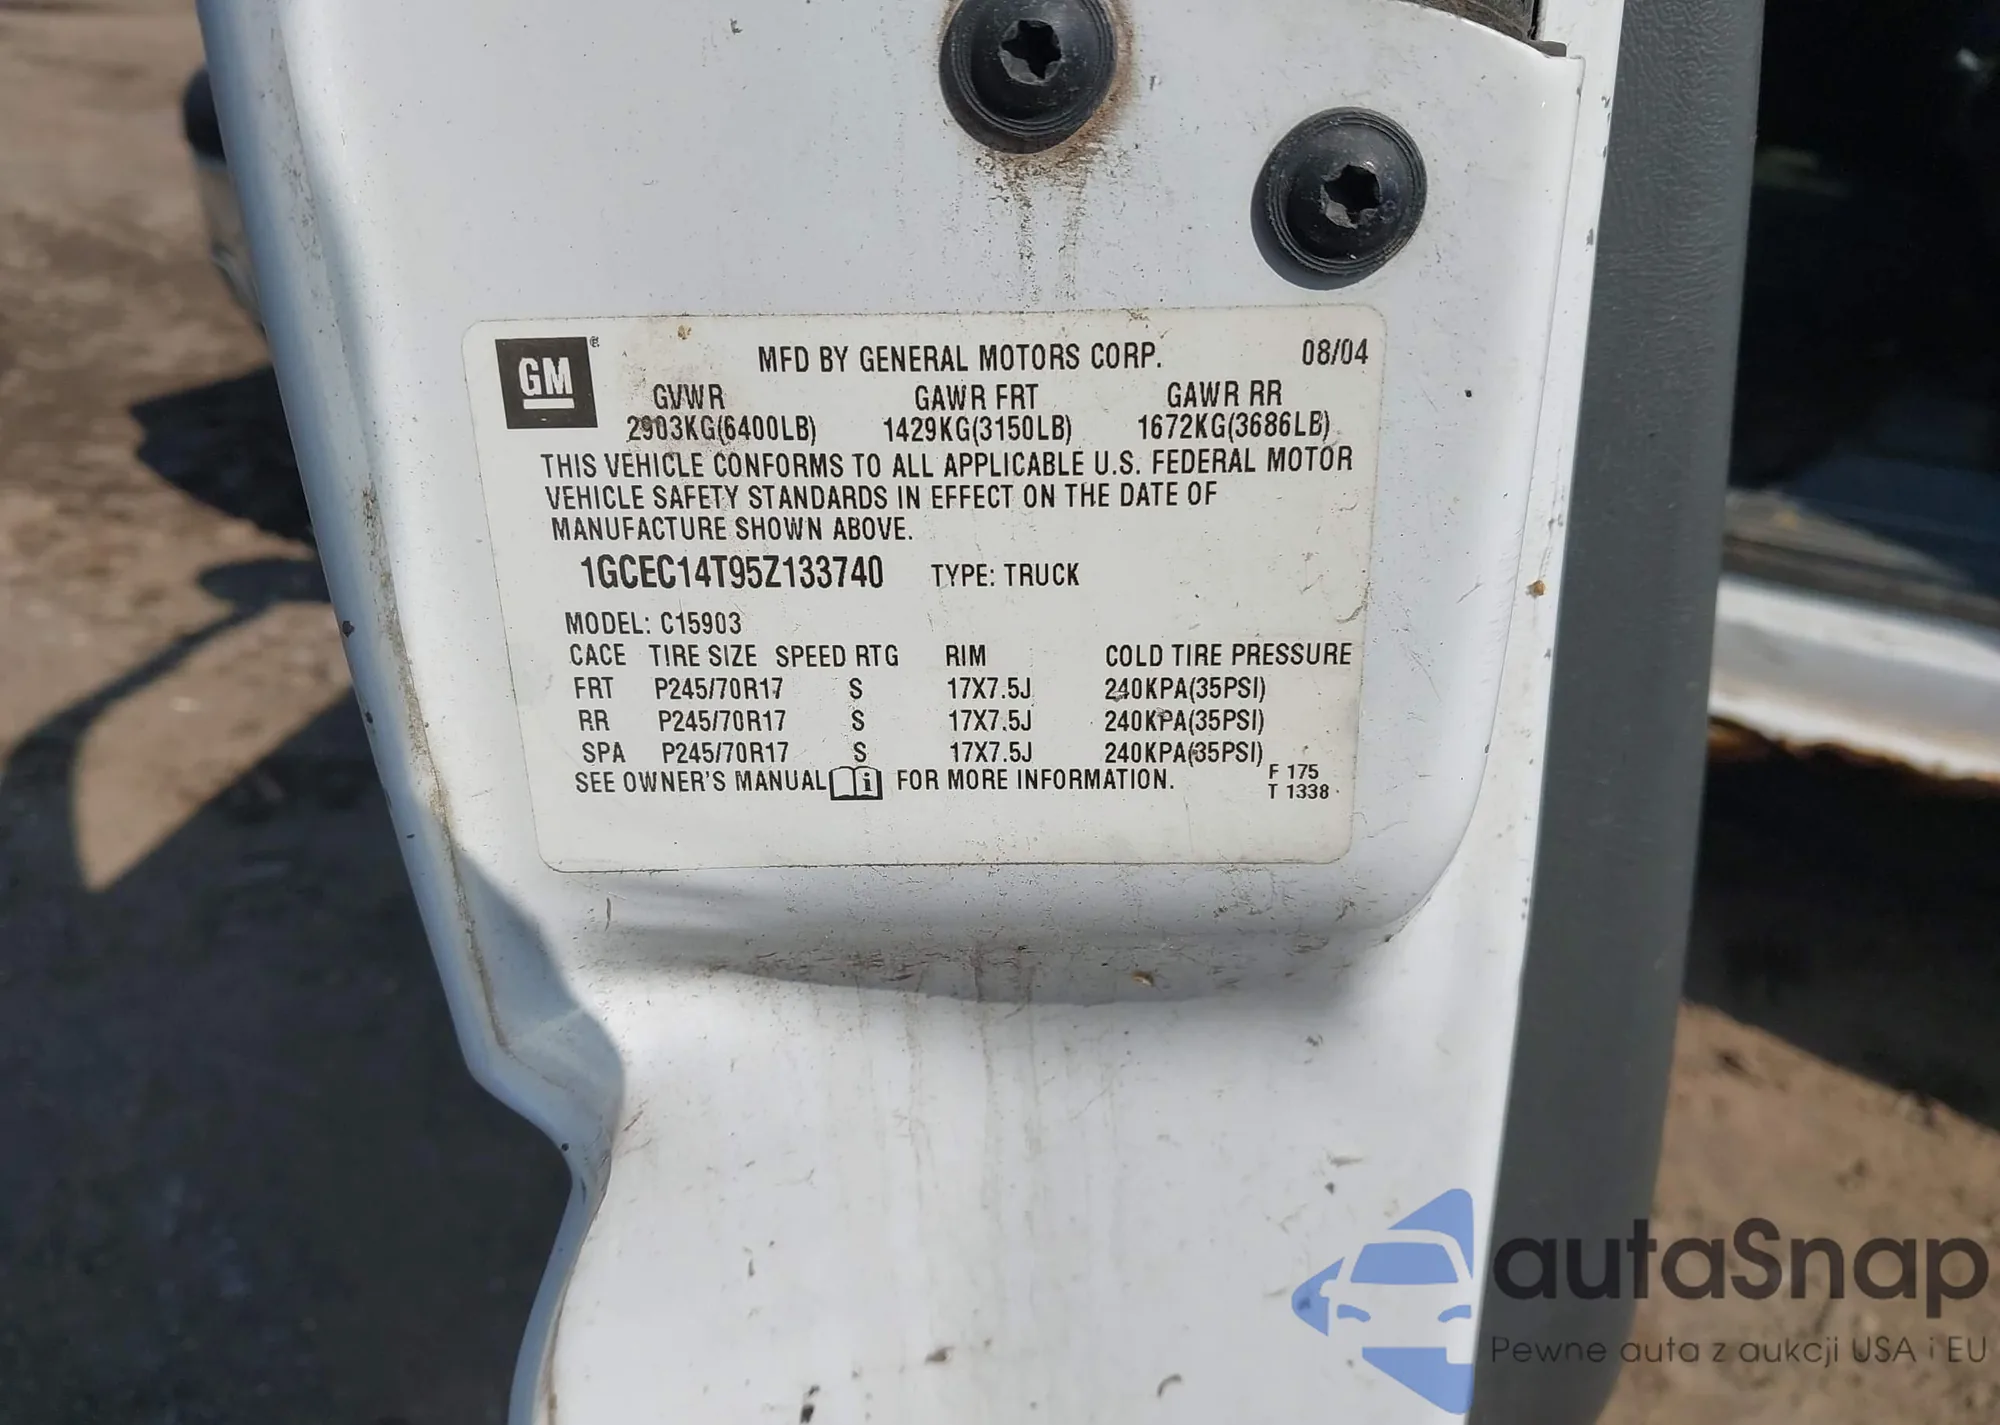 GM
MFD BY GENERAL MOTORS CORP. 08/04
GVWR GAWR FRT GAWR RR
2903KG(6400LB) 1429KG(3150LB) 1672KG(3686LB)
THIS VEHICLE CONFORMS TO ALL APPLICABLE U.S. FEDERAL MOTOR
VEHICLE SAFETY STANDARDS IN EFFECT ON THE DATE OF
MANUFACTURE SHOWN ABOVE.
1GCEC14T95Z133740 TYPE: TRUCK
MODEL: C15903
CACE TIRE SIZE SPEED RTG RIM COLD TIRE PRESSURE
FRT P245/70R17 S 17X7.5J 240KPA(35PSI)
RR P245/70R17 S 17X7.5J 240KPA(35PSI)
SPA P245/70R17 S 17X7.5J 240KPA(35PSI)
SEE OWNER'S MANUAL FOR MORE INFORMATION.
F 175
T 1338
autaSnap
Pewne auta z aukcji USA i EU